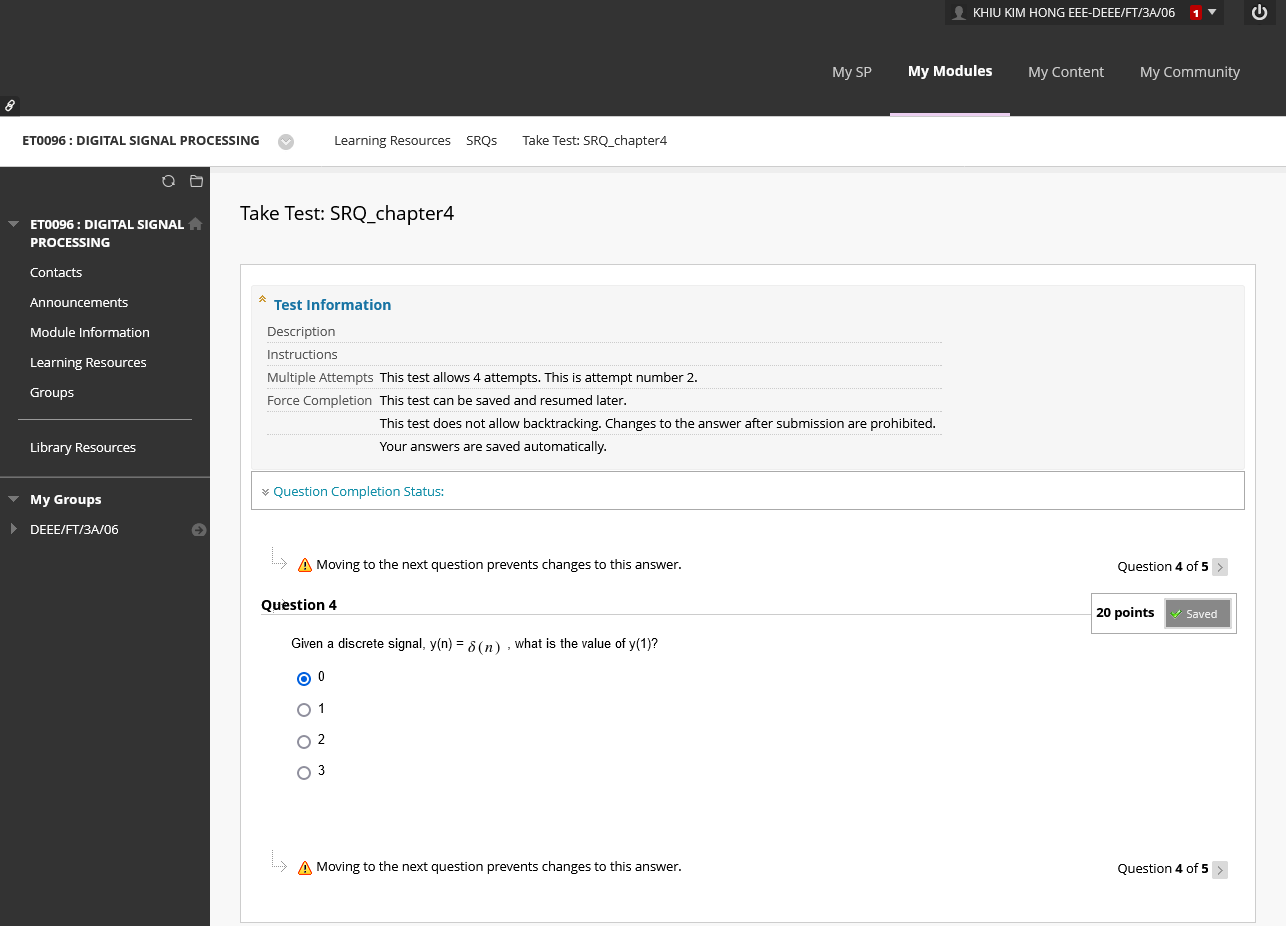 KHIU KIM HONG EEE-DEEE/FT/3A/06 1
My SP My Modules My Content My Community
ET0096 : DIGITAL SIGNAL PROCESSING Learning Resources SRQs Take Test: SRQ_chapter4
ET0096 : DIGITAL SIGNAL
PROCESSING
Contacts
Announcements
Module Information
Learning Resources
Groups
Library Resources
My Groups
DEEE/FT/3A/06
Take Test: SRQ_chapter4
Test Information
Description
Instructions
Multiple Attempts This test allows 4 attempts. This is attempt number 2.
Force Completion This test can be saved and resumed later.
This test does not allow backtracking. Changes to the answer after submission are prohibited.
Your answers are saved automatically.
Question Completion Status:
Moving to the next question prevents changes to this answer. Question 4 of 5 >
Question 4
20 points Saved
Given a discrete signal, y(n) = δ(n) , what is the value of y(1)?
0
1
2
3
Moving to the next question prevents changes to this answer. Question 4 of 5 >